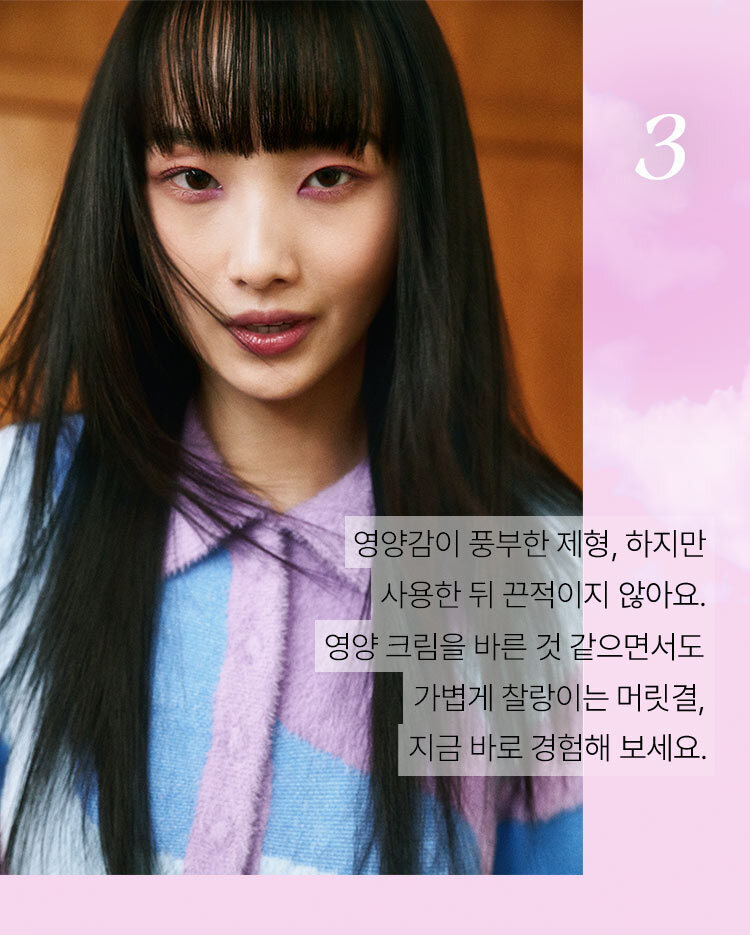 3
영양감이 풍부한 제형, 하지만
사용한 뒤 끈적이지 않아요.
영양 크림을 바른 것 같으면서도
가볍게 찰랑이는 머릿결,
지금 바로 경험해 보세요.